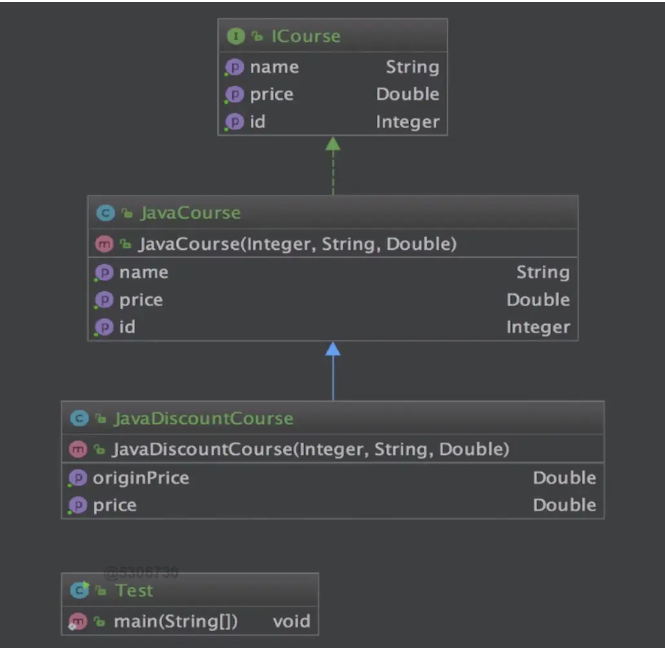 ICourse
name String
price Double
id Integer
JavaCourse
JavaCourse(Integer, String, Double)
name String
price Double
id Integer
JavaDiscountCourse
JavaDiscountCourse(Integer, String, Double)
originPrice Double
price Double
@5308730
Test
main(String[]) void